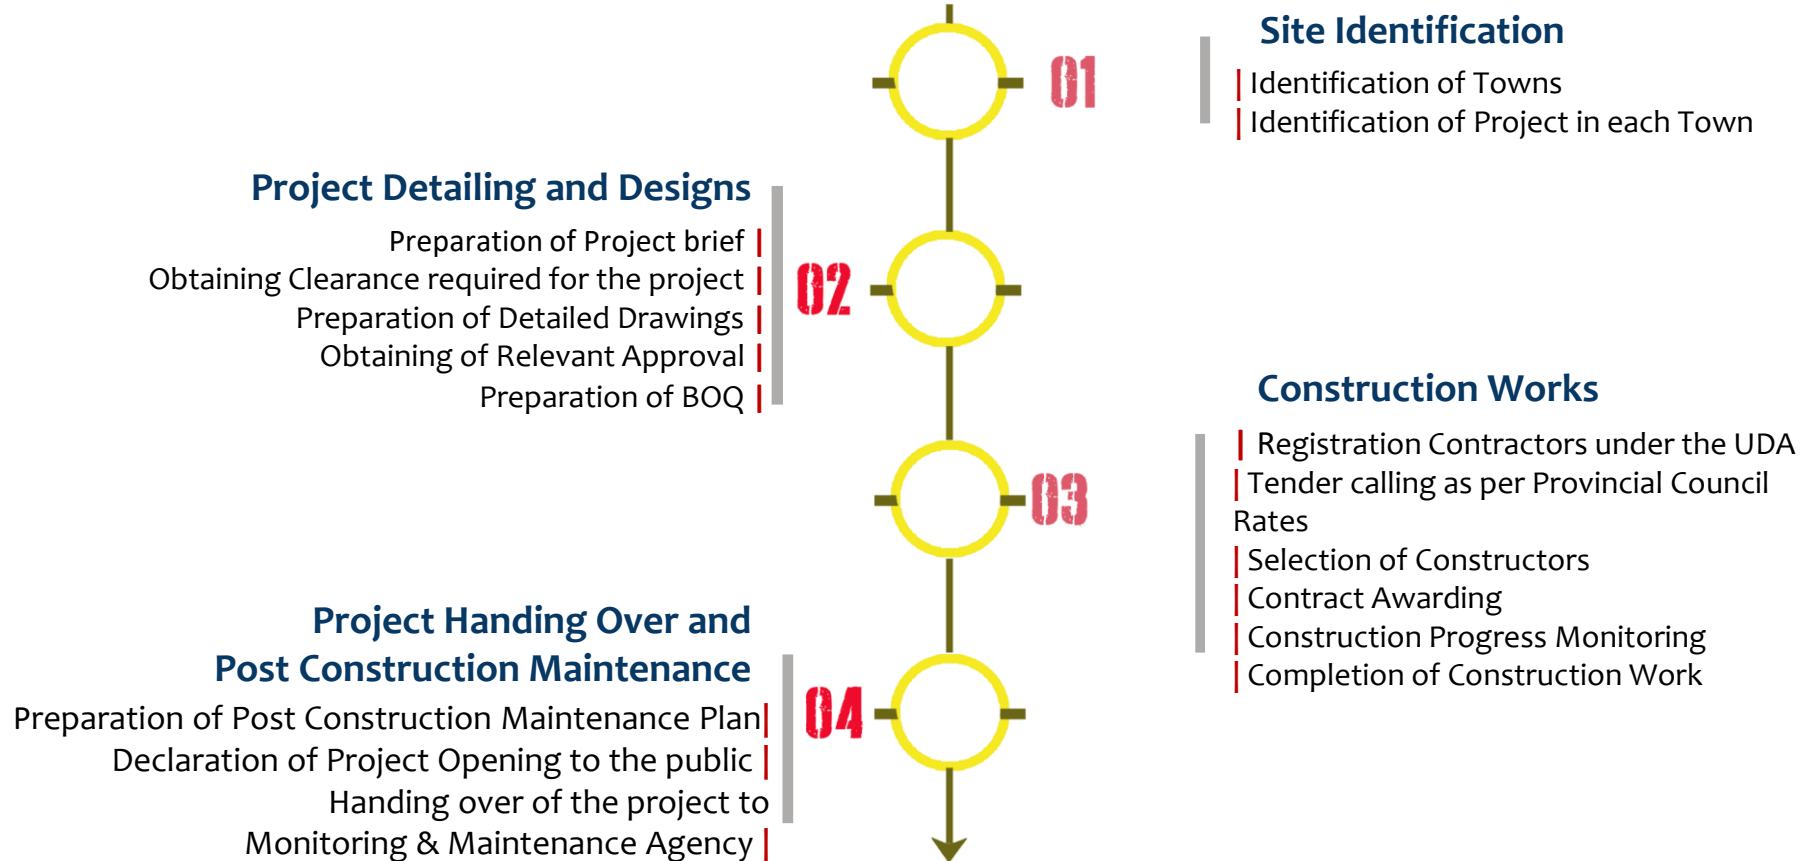 01
Site Identification
| Identification of Towns
| Identification of Project in each Town
Project Detailing and Designs
Preparation of Project brief |
Obtaining Clearance required for the project |
Preparation of Detailed Drawings |
Obtaining of Relevant Approval |
Preparation of BOQ |
02
03
Construction Works
| Registration Contractors under the UDA
| Tender calling as per Provincial Council
Rates
| Selection of Constructors
| Contract Awarding
| Construction Progress Monitoring
| Completion of Construction Work
Project Handing Over and
Post Construction Maintenance
Preparation of Post Construction Maintenance Plan|
Declaration of Project Opening to the public |
Handing over of the project to
Monitoring & Maintenance Agency |
04